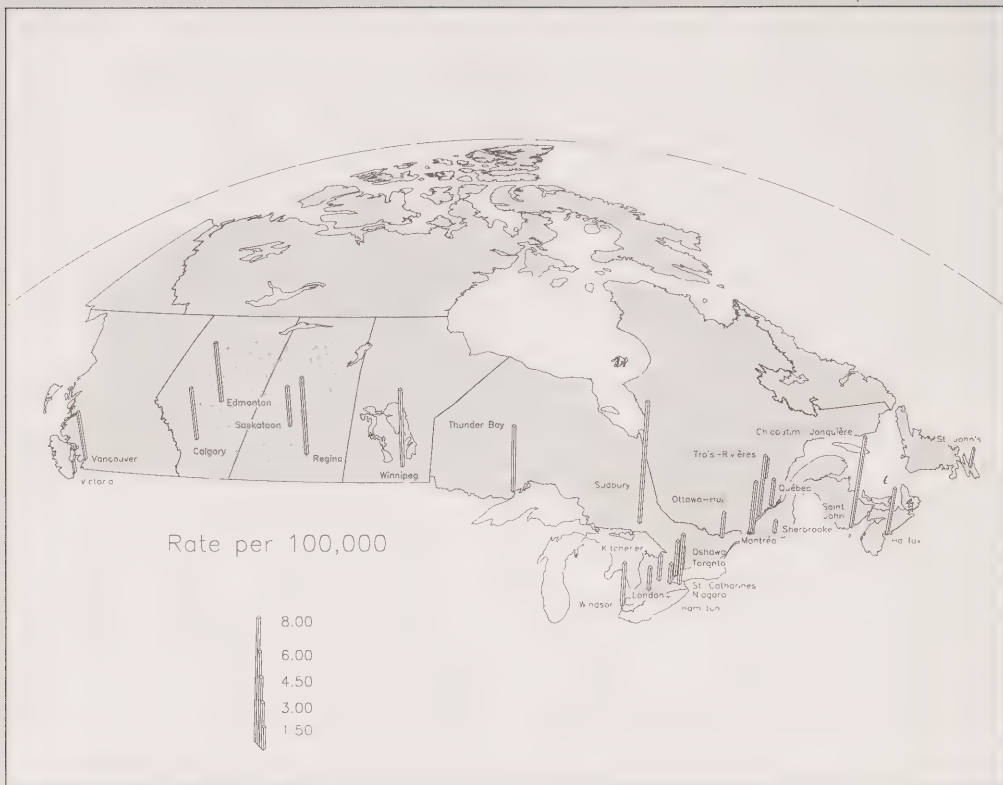 Chicoutimi Jonquière
Thunder Bay
St. John's
Edmonton
Saskatoon
Trois-Rivières
Vancouver
Calgary
Regina
Winnipeg
Victoria
Sudbury
Québec
Ottawa-Hull
Saint
John
Sherbrooke
Montréal
Halifax
Rate per 100,000
Kitchener
Oshawa
Toronto
St. Catharines
Niagara
London
Windsor
Hamilton
8.00
6.00
4.50
3.00
1.50